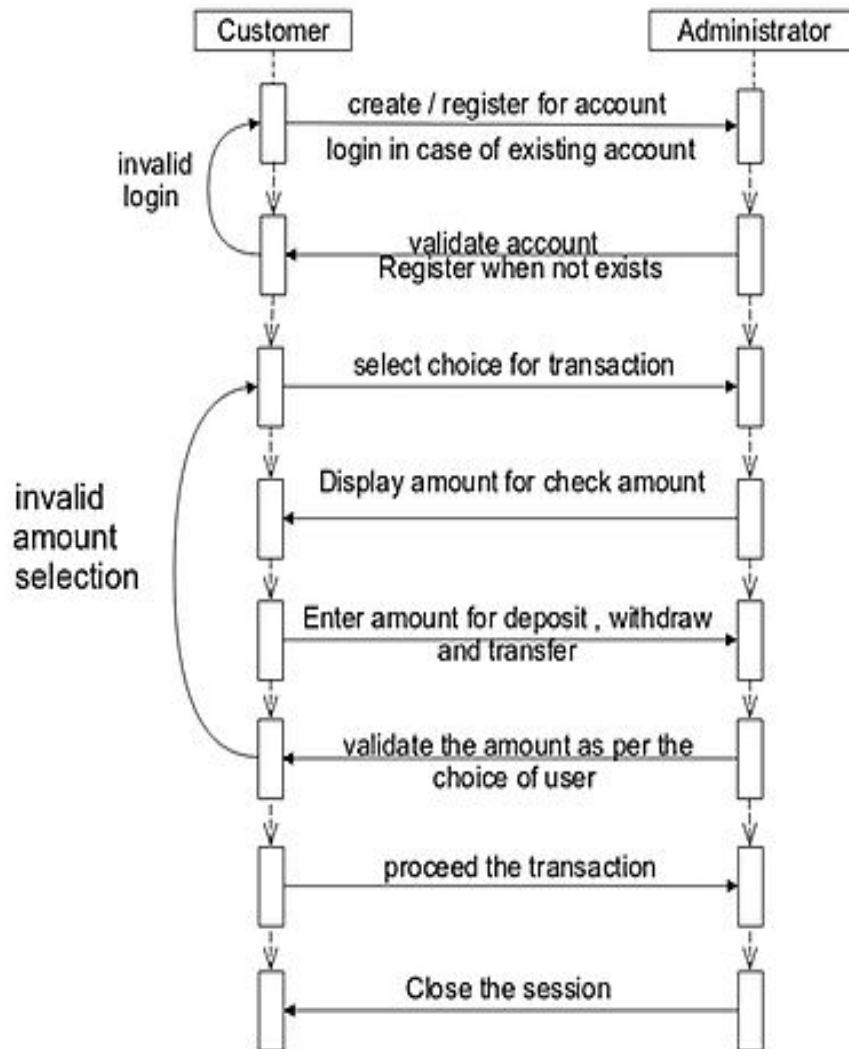 Customer
Administrator
create / register for account
login in case of existing account
invalid
login
validate account
Register when not exists
select choice for transaction
Display amount for check amount
invalid
amount
selection
Enter amount for deposit , withdraw
and transfer
validate the amount as per the
choice of user
proceed the transaction
Close the session